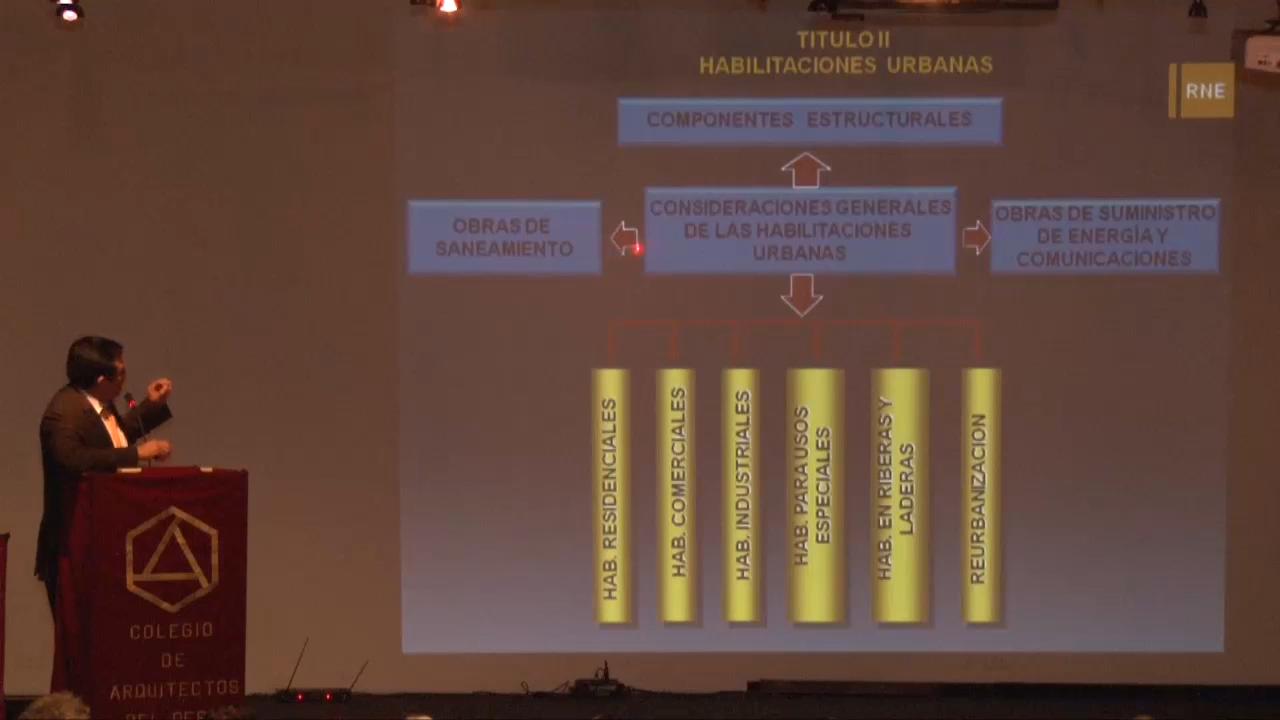 TITULO II
HABILITACIONES URBANAS
RNE
COMPONENTES ESTRUCTURALES
OBRAS DE
SANEAMIENTO
CONSIDERACIONES GENERALES
DE LAS HABILITACIONES
URBANAS
OBRAS DE SUMINISTRO
DE ENERGÍA Y
COMUNICACIONES
HAB. RESIDENCIALES
HAB. COMERCIALES
HAB. INDUSTRIALES
HAB. PARA USOS
ESPECIALES
HAB. EN RIBERAS Y
LADERAS
REURBANIZACION
COLEGIO
DE
ARQUITECTOS